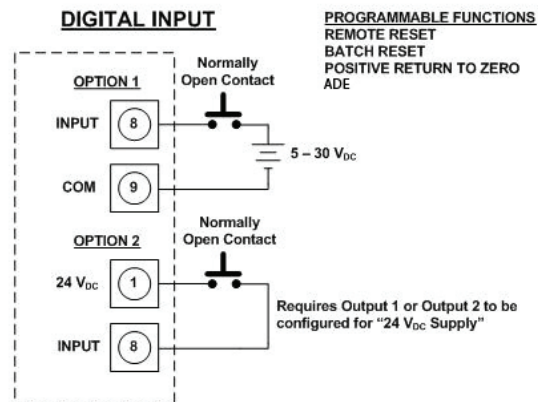 DIGITAL INPUT
PROGRAMMABLE FUNCTIONS
REMOTE RESET
BATCH RESET
POSITIVE RETURN TO ZERO
ADE
OPTION 1
Normally
Open Contact
INPUT 8
5 – 30 VDC
COM 9
OPTION 2
Normally
Open Contact
24 VDC 1
Requires Output 1 or Output 2 to be
configured for “24 VDC Supply”
INPUT 8